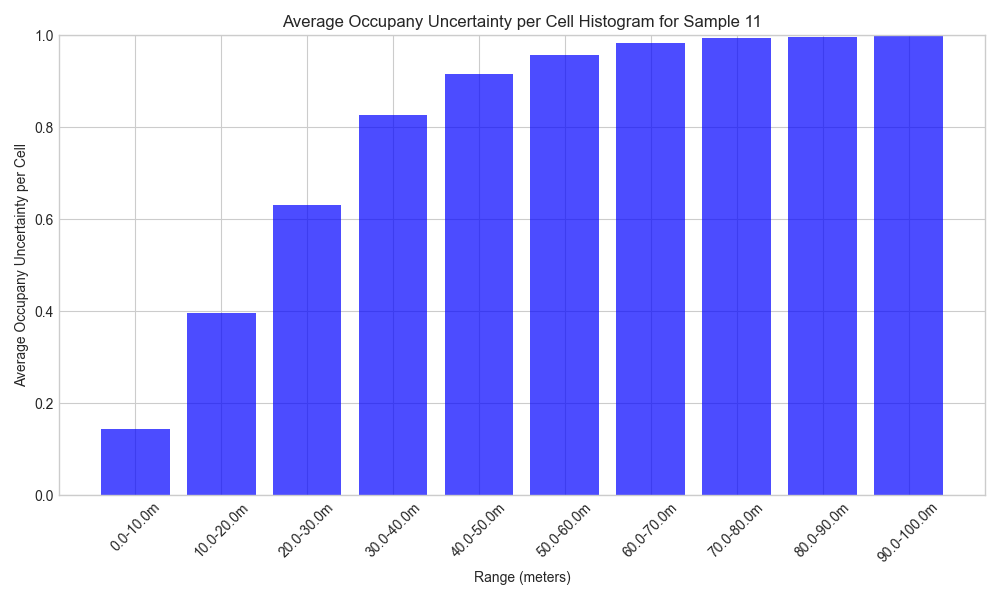 Average Occupany Uncertainty per Cell Histogram for Sample 11
Average Occupany Uncertainty per Cell
1.0
0.8
0.6
0.4
0.2
0.0
0.0-10.0m
10.0-20.0m
20.0-30.0m
30.0-40.0m
40.0-50.0m
50.0-60.0m
60.0-70.0m
70.0-80.0m
80.0-90.0m
90.0-100.0m
Range (meters)